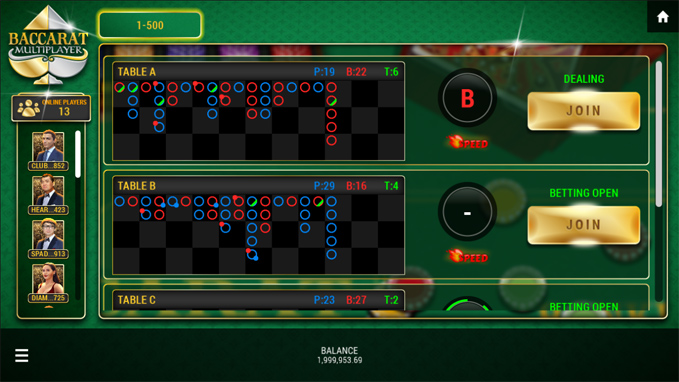 BACCARAT
MULTIPLAYER
1-500
ONLINE PLAYERS
13
CLUB...852
HEAR...423
SPAD...913
DIAM...725
TABLE A P:19 B:22 T:6
B
SPEED
DEALING
JOIN
TABLE B P:29 B:16 T:4
-
SPEED
BETTING OPEN
JOIN
TABLE C P:23 B:27 T:2
BETTING OPEN
BALANCE
1,999,953.69